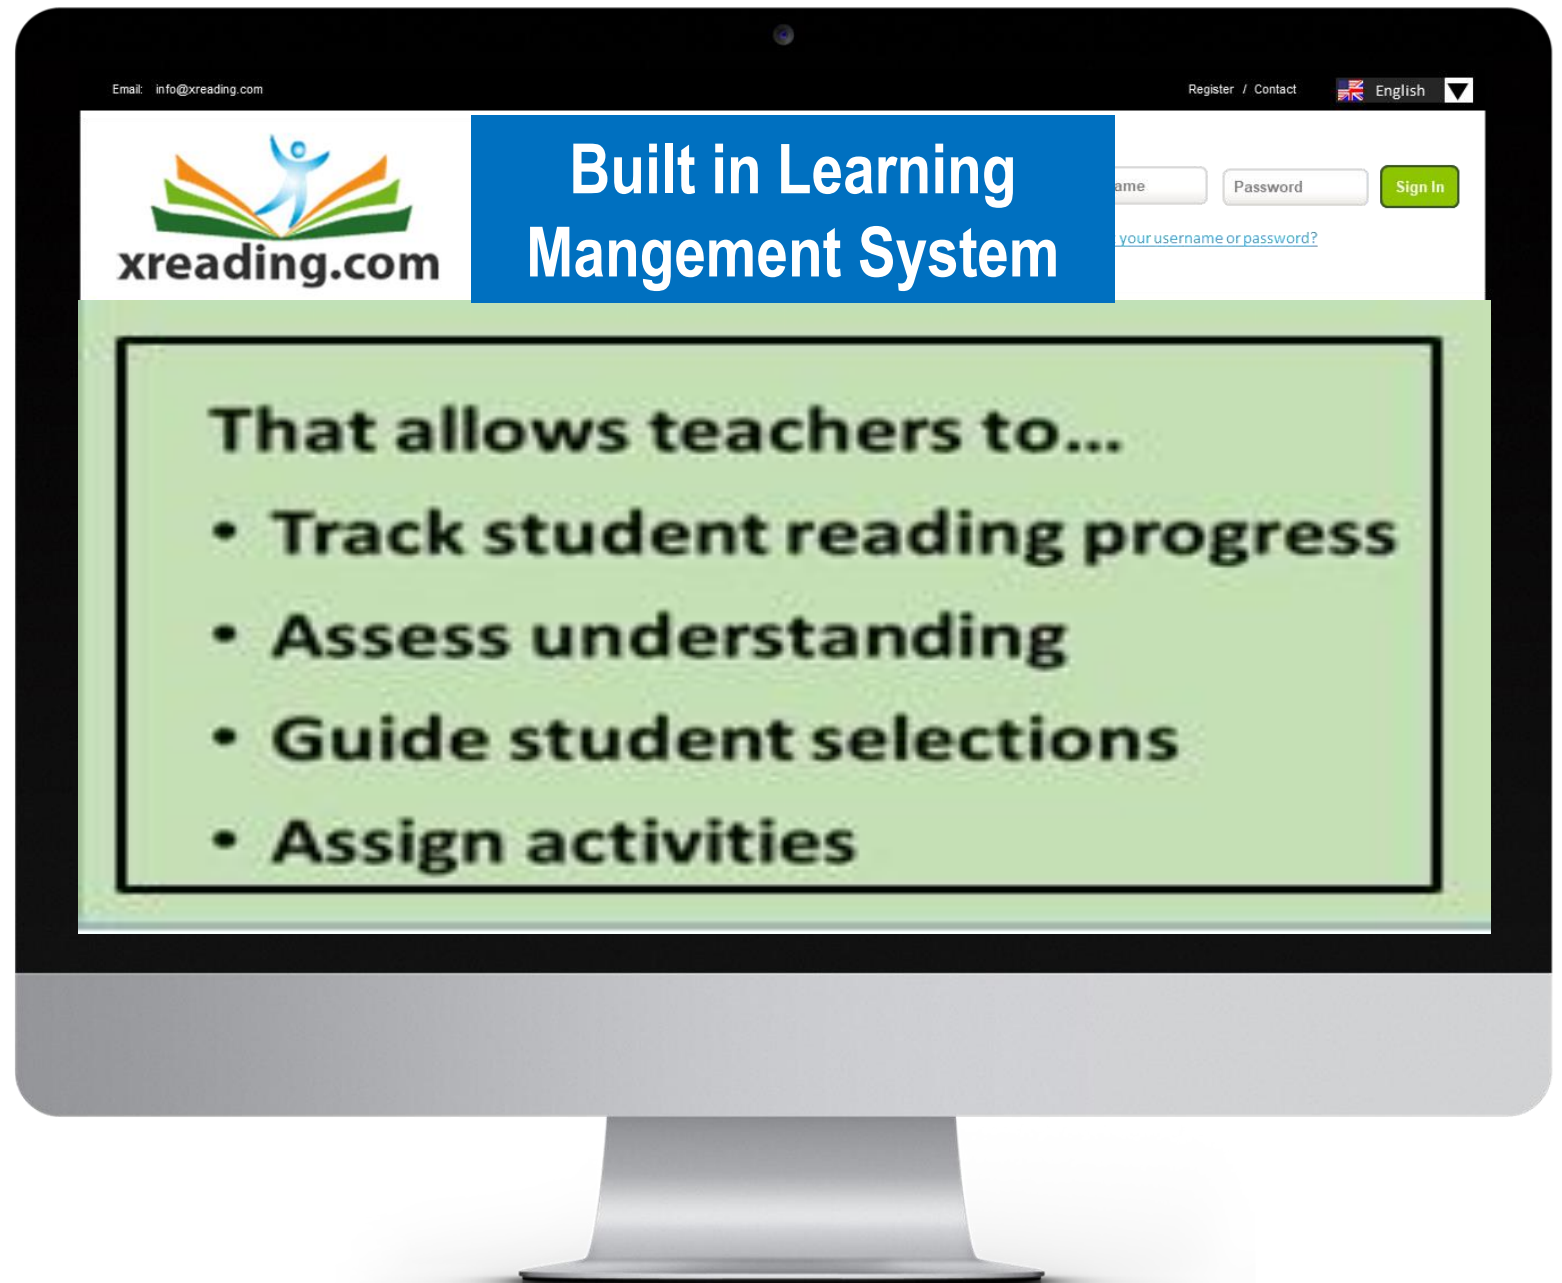 Email: info@xreading.com
Register / Contact
English
xreading.com
Built in Learning
Mangement System
ame
Password
Sign In
your username or password?
That allows teachers to...
• Track student reading progress
• Assess understanding
• Guide student selections
• Assign activities